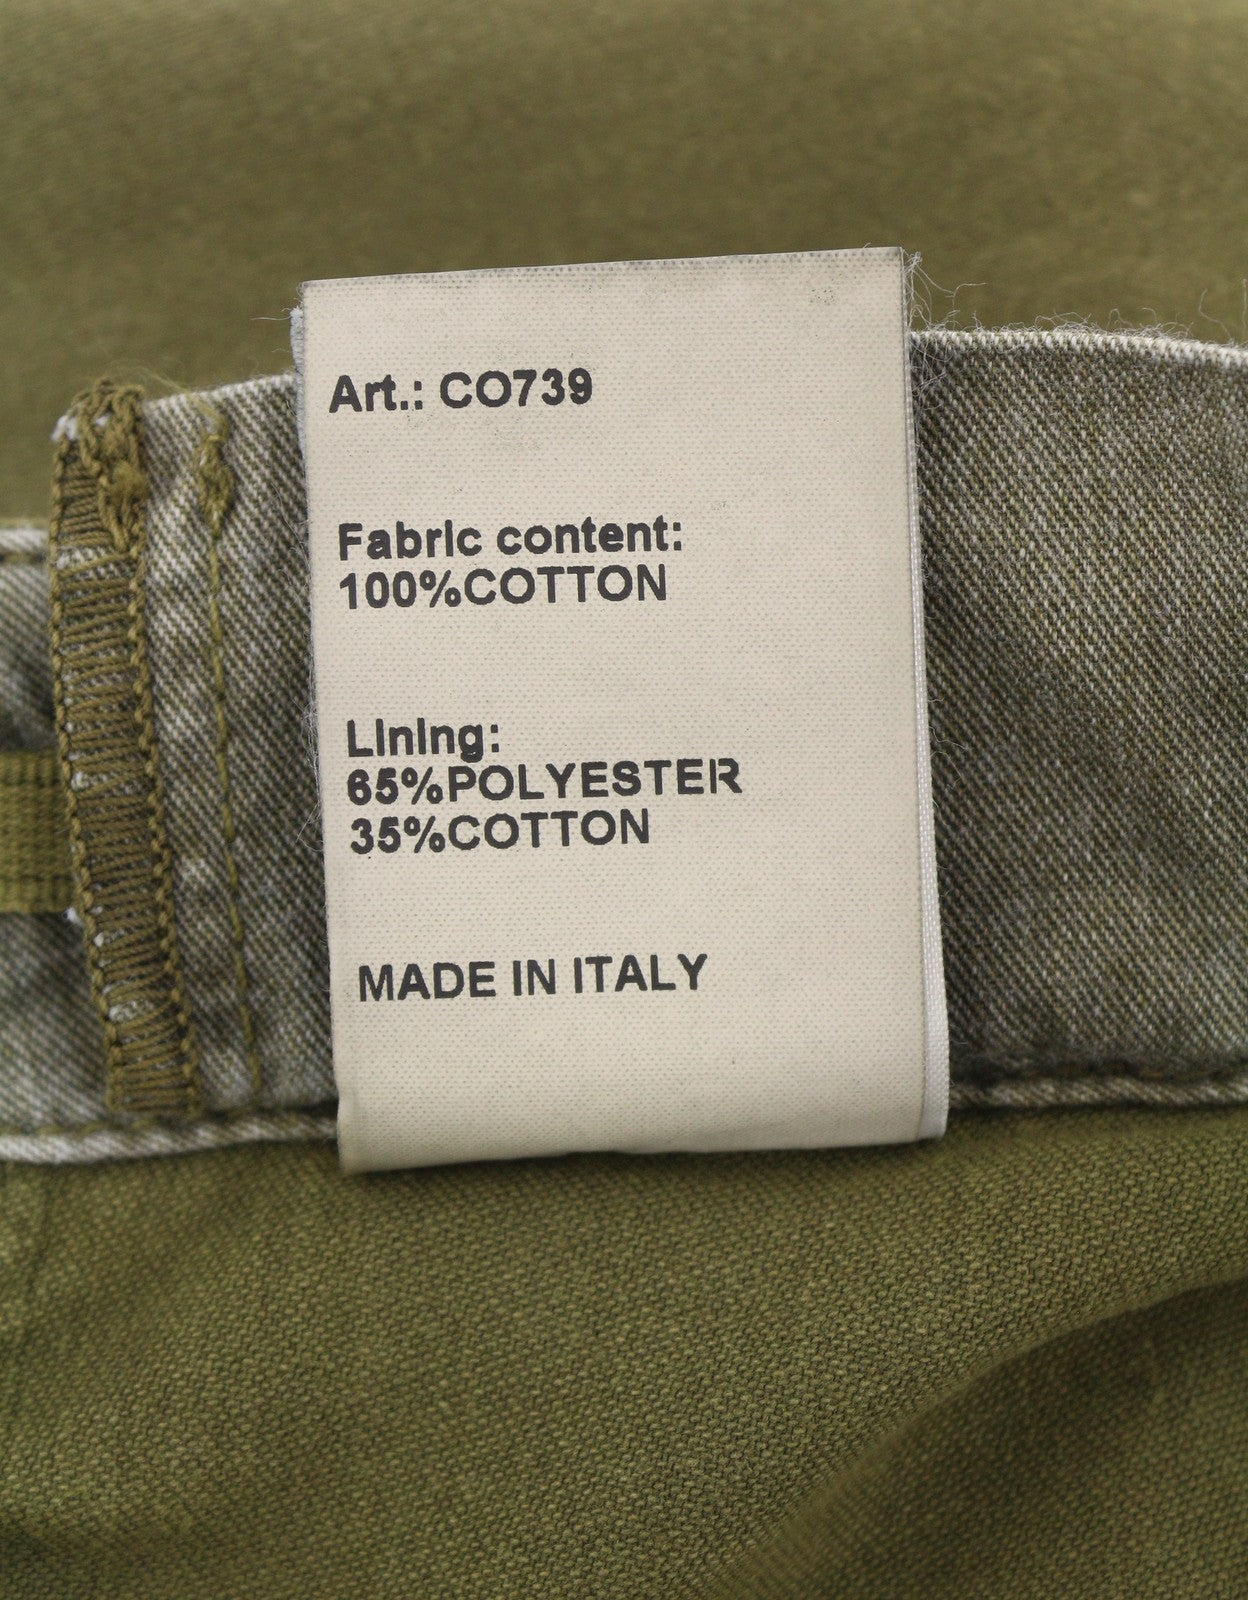 Art.: CO739
Fabric content:
100%COTTON
Lining:
65%POLYESTER
35%COTTON
MADE IN ITALY